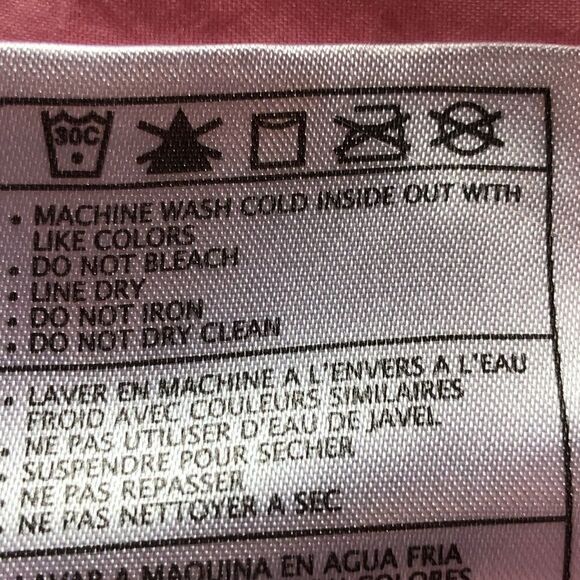 30C
• MACHINE WASH COLD INSIDE OUT WITH
LIKE COLORS
• DO NOT BLEACH
• LINE DRY
• DO NOT IRON
• DO NOT DRY CLEAN
• LAVER EN MACHINE A L'ENVERS A L'EAU
FROID AVEC COULEURS SIMILAIRES
• NE PAS UTILISER D'EAU DE JAVEL
• SUSPENDRE POUR SECHER
• NE PAS REPASSER
• NE PAS NETTOYER A SEC
LAVAR A MAQUINA EN AGUA FRIA
COLORES